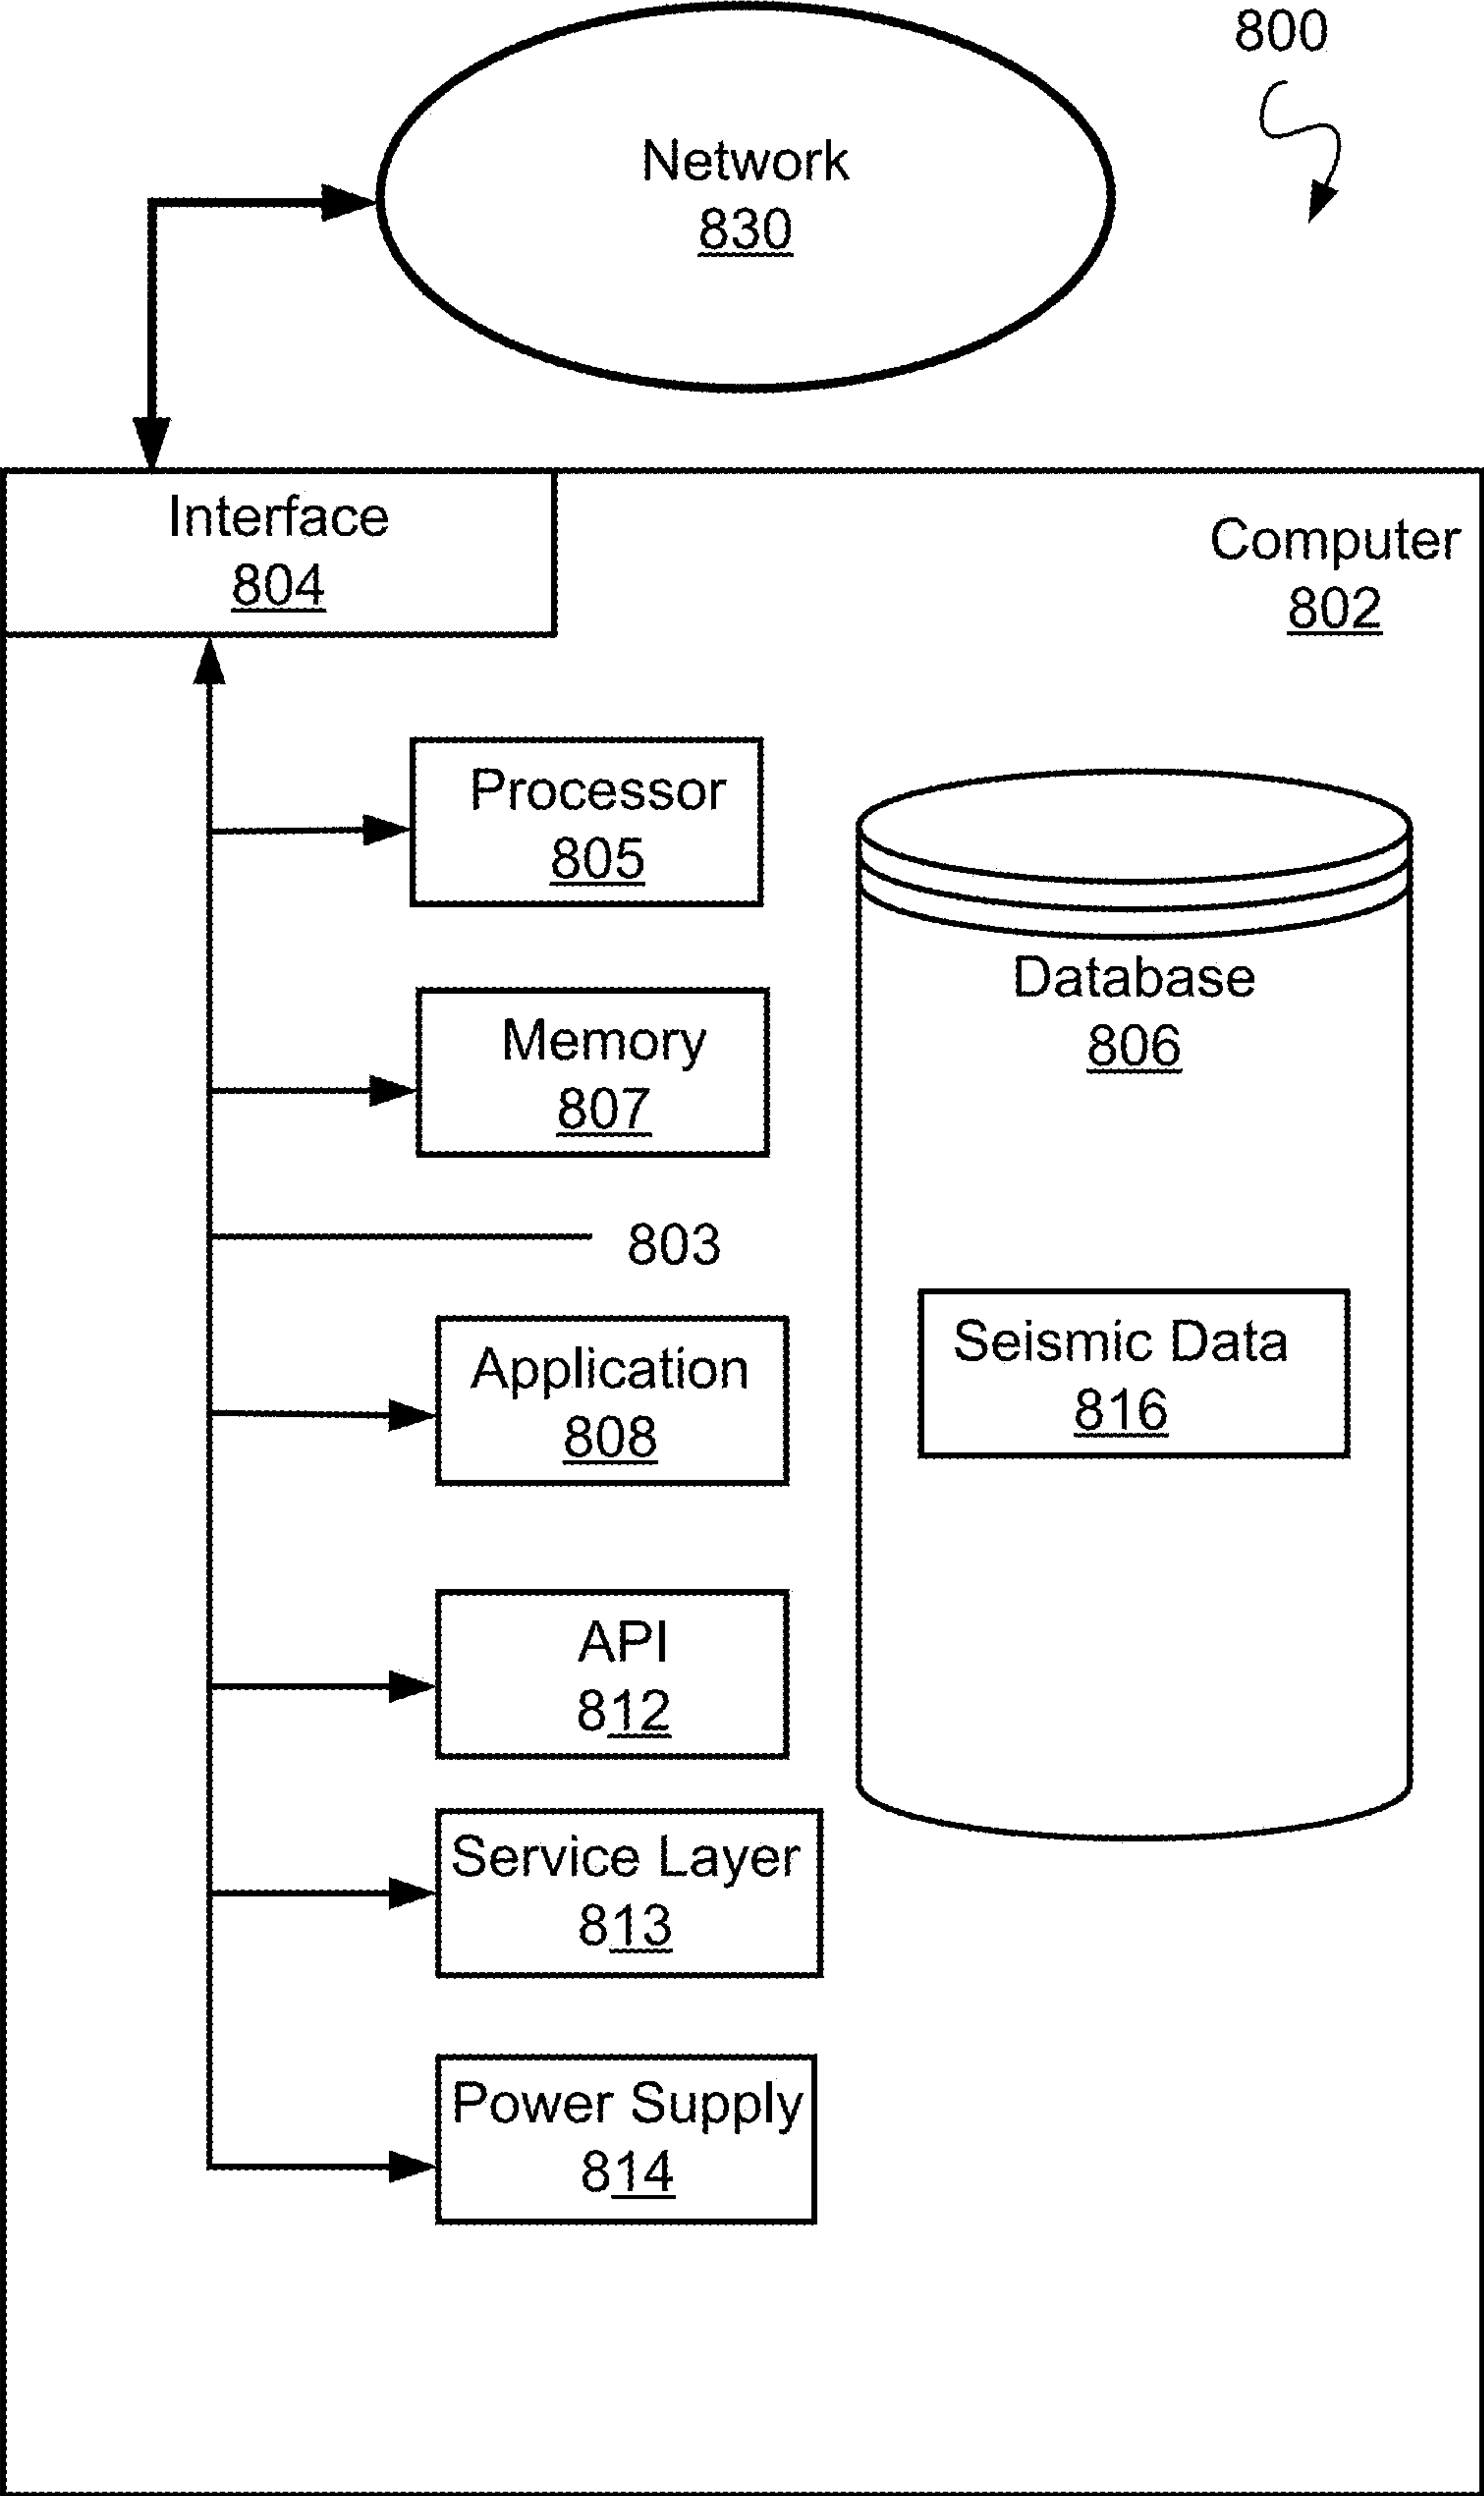 800
Network
830
Interface
804
Computer
802
Processor
805
Memory
807
803
Application
808
API
812
Service Layer
813
Power Supply
814
Database
806
Seismic Data
816